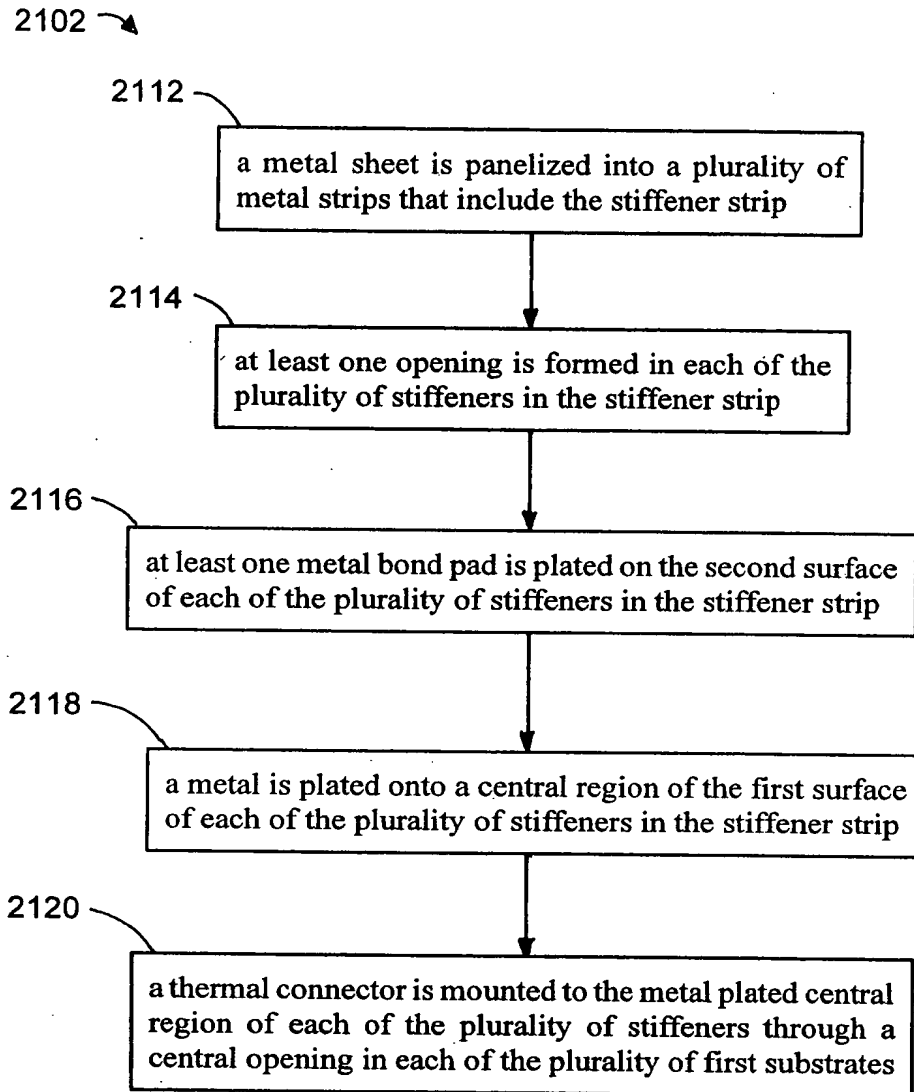 2102
2112
a metal sheet is panelized into a plurality of
metal strips that include the stiffener strip
2114
at least one opening is formed in each of the
plurality of stiffeners in the stiffener strip
2116
at least one metal bond pad is plated on the second surface
of each of the plurality of stiffeners in the stiffener strip
2118
a metal is plated onto a central region of the first surface
of each of the plurality of stiffeners in the stiffener strip
2120
a thermal connector is mounted to the metal plated central
region of each of the plurality of stiffeners through a
central opening in each of the plurality of first substrates